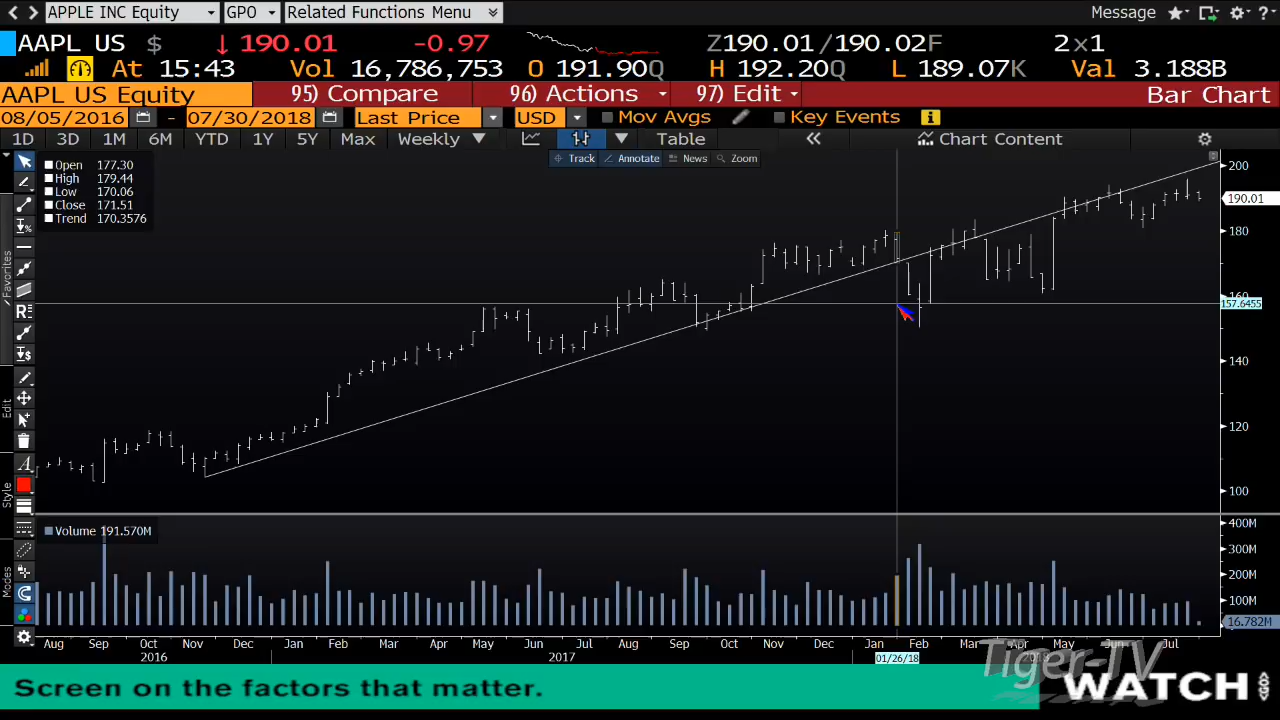 APPLE INC Equity GPO Related Functions Menu Message
AAPL US $ ↓ 190.01 -0.97 Z190.01/190.02F 2x1
At 15:43 Vol 16,786,753 O 191.90Q H 192.20Q L 189.07K Val 3.188B
AAPL US Equity 95) Compare 96) Actions 97) Edit Bar Chart
08/05/2016 - 07/30/2018 Last Price USD Mov Avgs Key Events
1D 3D 1M 6M YTD 1Y 5Y Max Weekly Table Chart Content
Track Annotate News Zoom
Open 177.30
High 179.44
Low 170.06
Close 171.51
Trend 170.3576
200
190.01
180
160
157.6455
140
120
100
Favorites
Edit
Style
Modes
Volume 191.570M
400M
300M
200M
100M
16.782M
Aug Sep Oct Nov Dec Jan Feb Mar Apr May Jun Jul Aug Sep Oct Nov Dec Jan Feb Mar Apr May Jun Jul
2016 2017 01/26/18 2018
Tiger-TV
Screen on the factors that matter.
WATCH